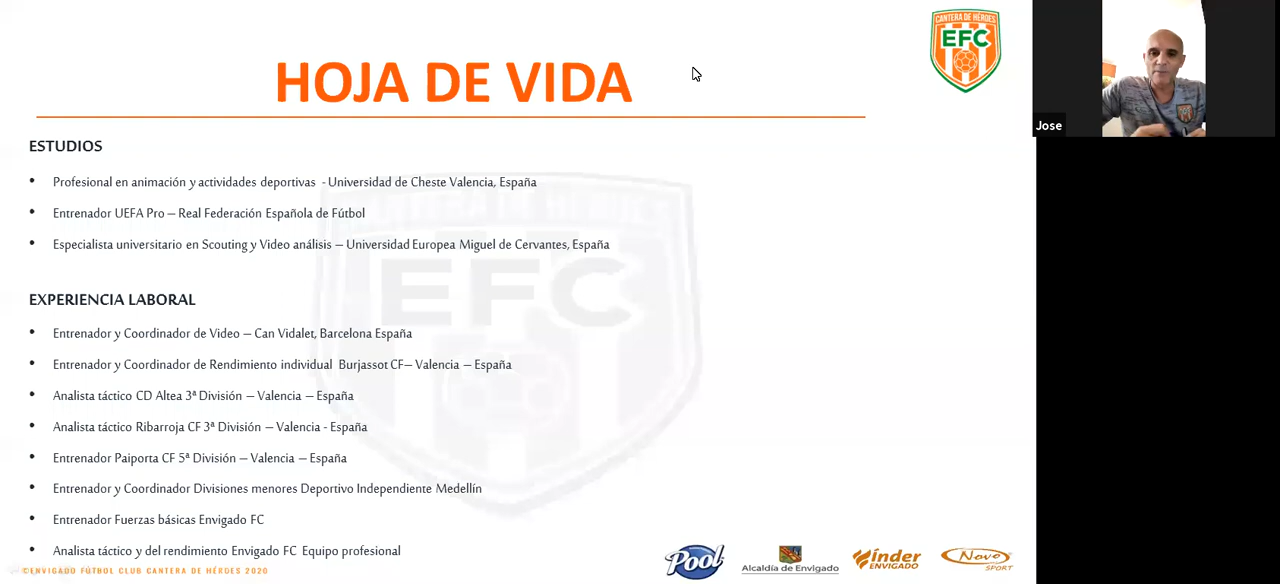 CANTERA DE HÉROES
EFC
HOJA DE VIDA
Jose
ESTUDIOS
• Profesional en animación y actividades deportivas - Universidad de Cheste Valencia, España
• Entrenador UEFA Pro – Real Federación Española de Fútbol
• Especialista universitario en Scouting y Video análisis – Universidad Europea Miguel de Cervantes, España
CANTERA DE HÉROES
EFC
EXPERIENCIA LABORAL
• Entrenador y Coordinador de Video – Can Vidalet, Barcelona España
• Entrenador y Coordinador de Rendimiento individual Burjassot CF– Valencia – España
• Analista táctico CD Altea 3ª División – Valencia – España
• Analista táctico Ribarroja CF 3ª División – Valencia - España
• Entrenador Paiporta CF 5ª División – Valencia – España
• Entrenador y Coordinador Divisiones menores Deportivo Independiente Medellín
• Entrenador Fuerzas básicas Envigado FC
• Analista táctico y del rendimiento Envigado FC Equipo profesional
©ENVIGADO FÚTBOL CLUB CANTERA DE HÉROES 2020
Pool
Alcaldía de Envigado
índer
ENVIGADO
Novo
SPORT